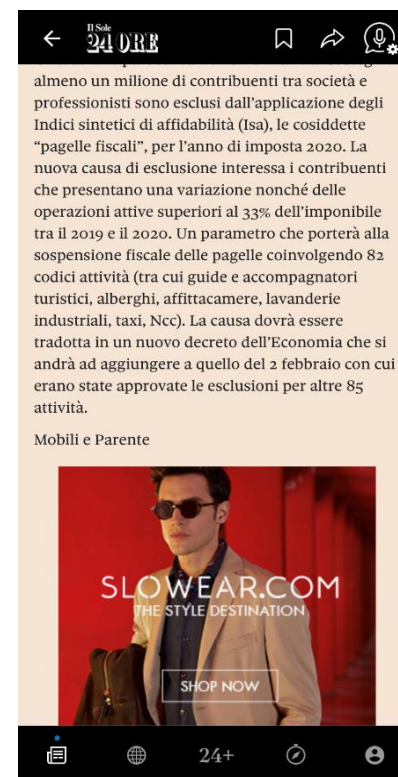 Il Sole
24 ORE
almeno un milione di contribuenti tra società e
professionisti sono esclusi dall'applicazione degli
Indici sintetici di affidabilità (Isa), le cosiddette
“pagelle fiscali”, per l'anno di imposta 2020. La
nuova causa di esclusione interessa i contribuenti
che presentano una variazione nonché delle
operazioni attive superiori al 33% dell'imponibile
tra il 2019 e il 2020. Un parametro che porterà alla
sospensione fiscale delle pagelle coinvolgendo 82
codici attività (tra cui guide e accompagnatori
turistici, alberghi, affittacamere, lavanderie
industriali, taxi, Ncc). La causa dovrà essere
tradotta in un nuovo decreto dell'Economia che si
andrà ad aggiungere a quello del 2 febbraio con cui
erano state approvate le esclusioni per altre 85
attività.
Mobili e Parente
SLOWEAR.COM
THE STYLE DESTINATION
SHOP NOW
24+